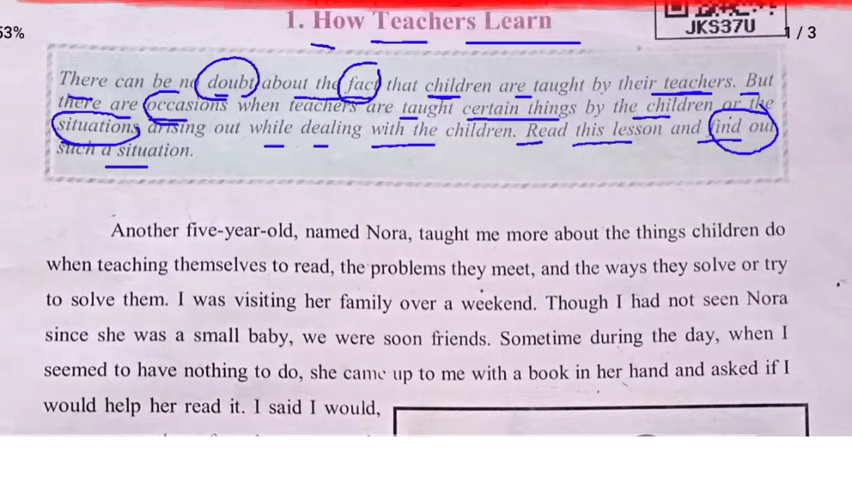 53%
1. How Teachers Learn
JKS37U
1 / 3
There can be no doubt about the fact that children are taught by their teachers. But
there are occasions when teachers are taught certain things by the children or the
situations arising out while dealing with the children. Read this lesson and find out
such a situation.
Another five-year-old, named Nora, taught me more about the things children do
when teaching themselves to read, the problems they meet, and the ways they solve or try
to solve them. I was visiting her family over a weekend. Though I had not seen Nora
since she was a small baby, we were soon friends. Sometime during the day, when I
seemed to have nothing to do, she came up to me with a book in her hand and asked if I
would help her read it. I said I would,